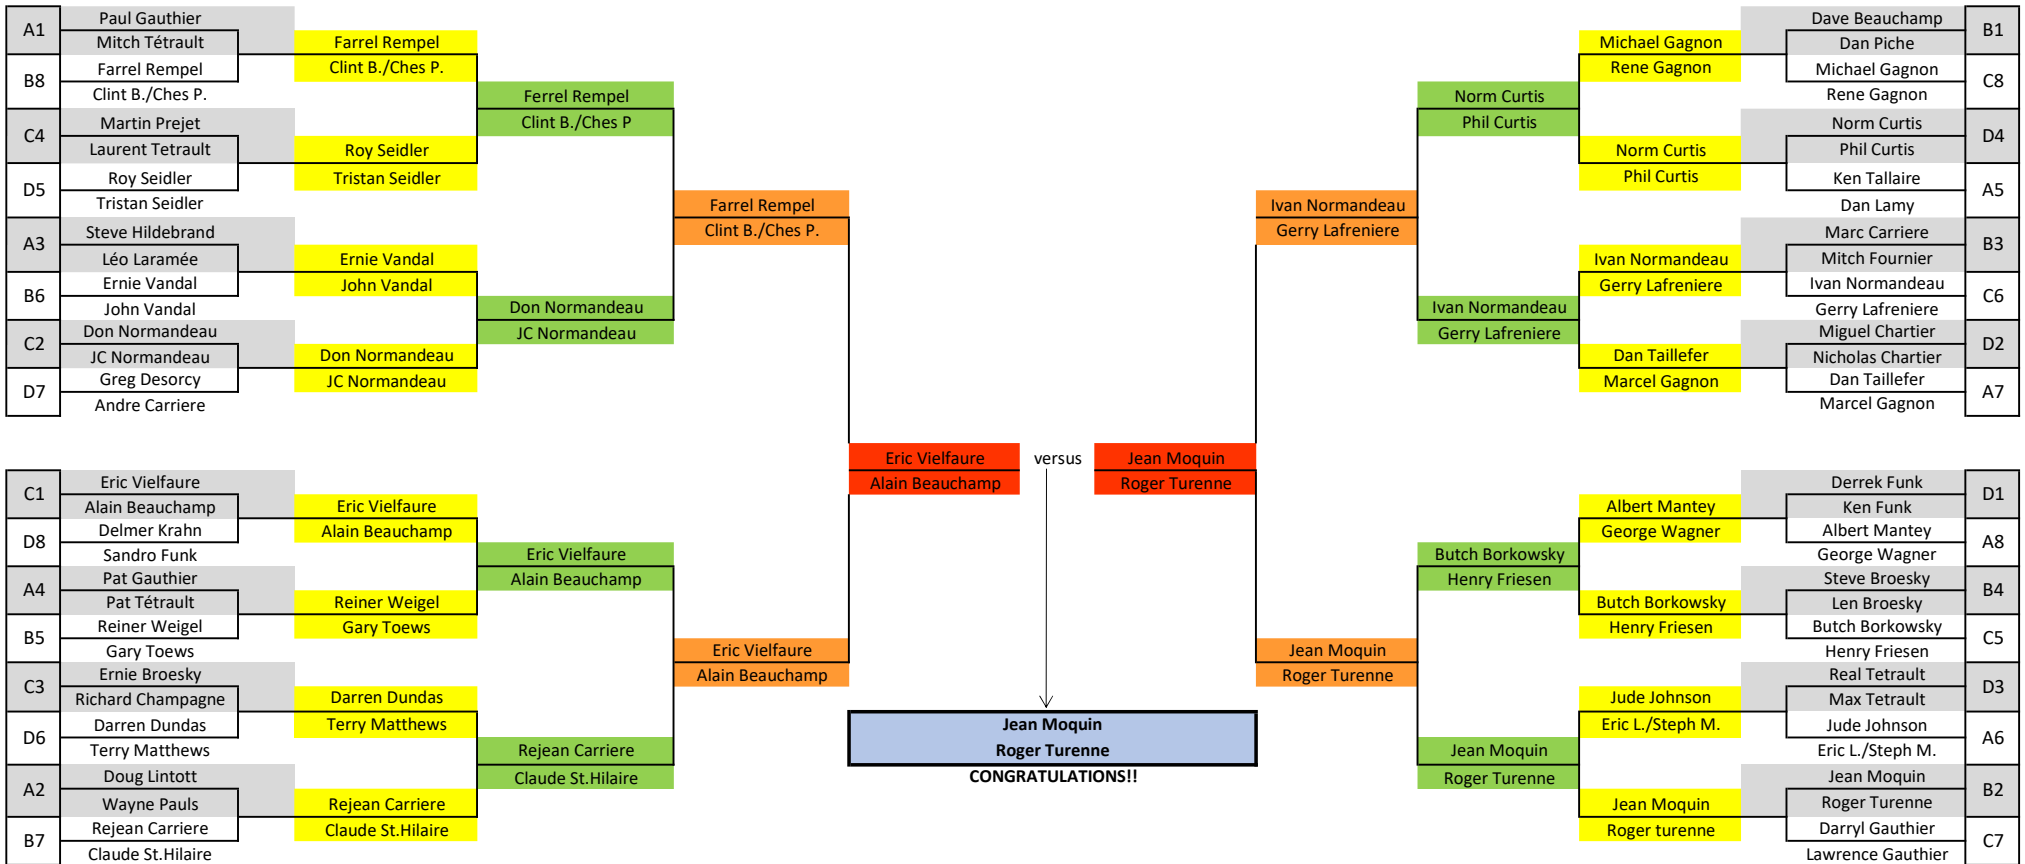 A1
Paul Gauthier
Mitch Tétrault
B8
Farrel Rempel
Clint B./Ches P.
C4
Martin Prejet
Laurent Tetrault
D5
Roy Seidler
Tristan Seidler
A3
Steve Hildebrand
Léo Laramée
B6
Ernie Vandal
John Vandal
C2
Don Normandeau
JC Normandeau
D7
Greg Desorcy
Andre Carriere
Farrel Rempel
Clint B./Ches P.
Roy Seidler
Tristan Seidler
Ernie Vandal
John Vandal
Don Normandeau
JC Normandeau
Ferrel Rempel
Clint B./Ches P
Don Normandeau
JC Normandeau
Farrel Rempel
Clint B./Ches P.
C1
Eric Vielfaure
Alain Beauchamp
D8
Delmer Krahn
Sandro Funk
A4
Pat Gauthier
Pat Tétrault
B5
Reiner Weigel
Gary Toews
C3
Ernie Broesky
Richard Champagne
D6
Darren Dundas
Terry Matthews
A2
Doug Lintott
Wayne Pauls
B7
Rejean Carriere
Claude St.Hilaire
Eric Vielfaure
Alain Beauchamp
Reiner Weigel
Gary Toews
Darren Dundas
Terry Matthews
Rejean Carriere
Claude St.Hilaire
Eric Vielfaure
Alain Beauchamp
Rejean Carriere
Claude St.Hilaire
Eric Vielfaure
Alain Beauchamp
Eric Vielfaure
Alain Beauchamp
versus
Jean Moquin
Roger Turenne
Jean Moquin
Roger Turenne
CONGRATULATIONS!!
Ivan Normandeau
Gerry Lafreniere
Norm Curtis
Phil Curtis
Ivan Normandeau
Gerry Lafreniere
Michael Gagnon
Rene Gagnon
Norm Curtis
Phil Curtis
Ivan Normandeau
Gerry Lafreniere
Dan Taillefer
Marcel Gagnon
Dave Beauchamp
Dan Piche
B1
Michael Gagnon
Rene Gagnon
C8
Norm Curtis
Phil Curtis
D4
Ken Tallaire
Dan Lamy
A5
Marc Carriere
Mitch Fournier
B3
Ivan Normandeau
Gerry Lafreniere
C6
Miguel Chartier
Nicholas Chartier
D2
Dan Taillefer
Marcel Gagnon
A7
Jean Moquin
Roger Turenne
Butch Borkowsky
Henry Friesen
Jean Moquin
Roger Turenne
Albert Mantey
George Wagner
Butch Borkowsky
Henry Friesen
Jude Johnson
Eric L./Steph M.
Jean Moquin
Roger turenne
Derrek Funk
Ken Funk
D1
Albert Mantey
George Wagner
A8
Steve Broesky
Len Broesky
B4
Butch Borkowsky
Henry Friesen
C5
Real Tetrault
Max Tetrault
D3
Jude Johnson
Eric L./Steph M.
A6
Jean Moquin
Roger Turenne
B2
Darryl Gauthier
Lawrence Gauthier
C7